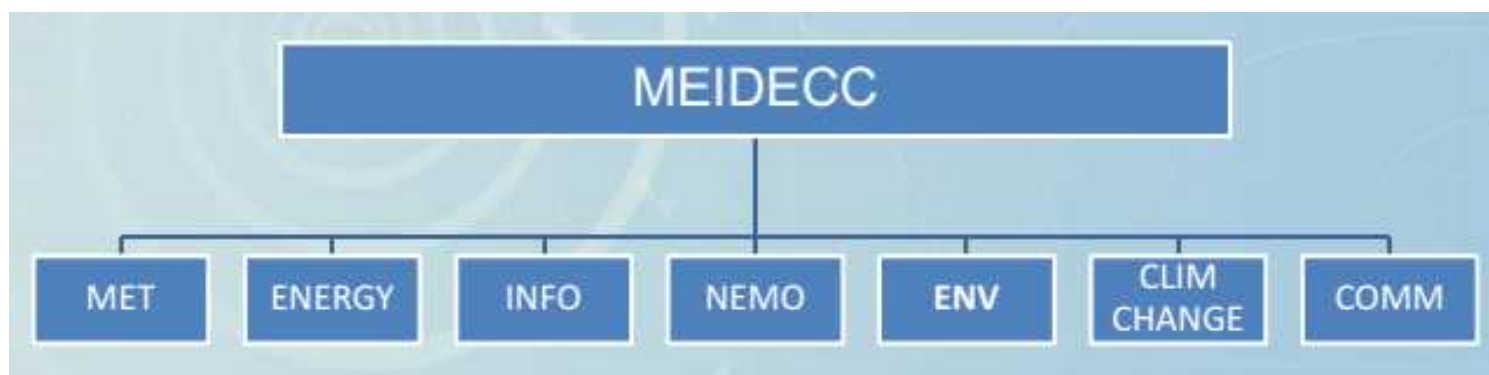 MEIDECC
MET
ENERGY
INFO
NEMO
ENV
CLIM
CHANGE
COMM